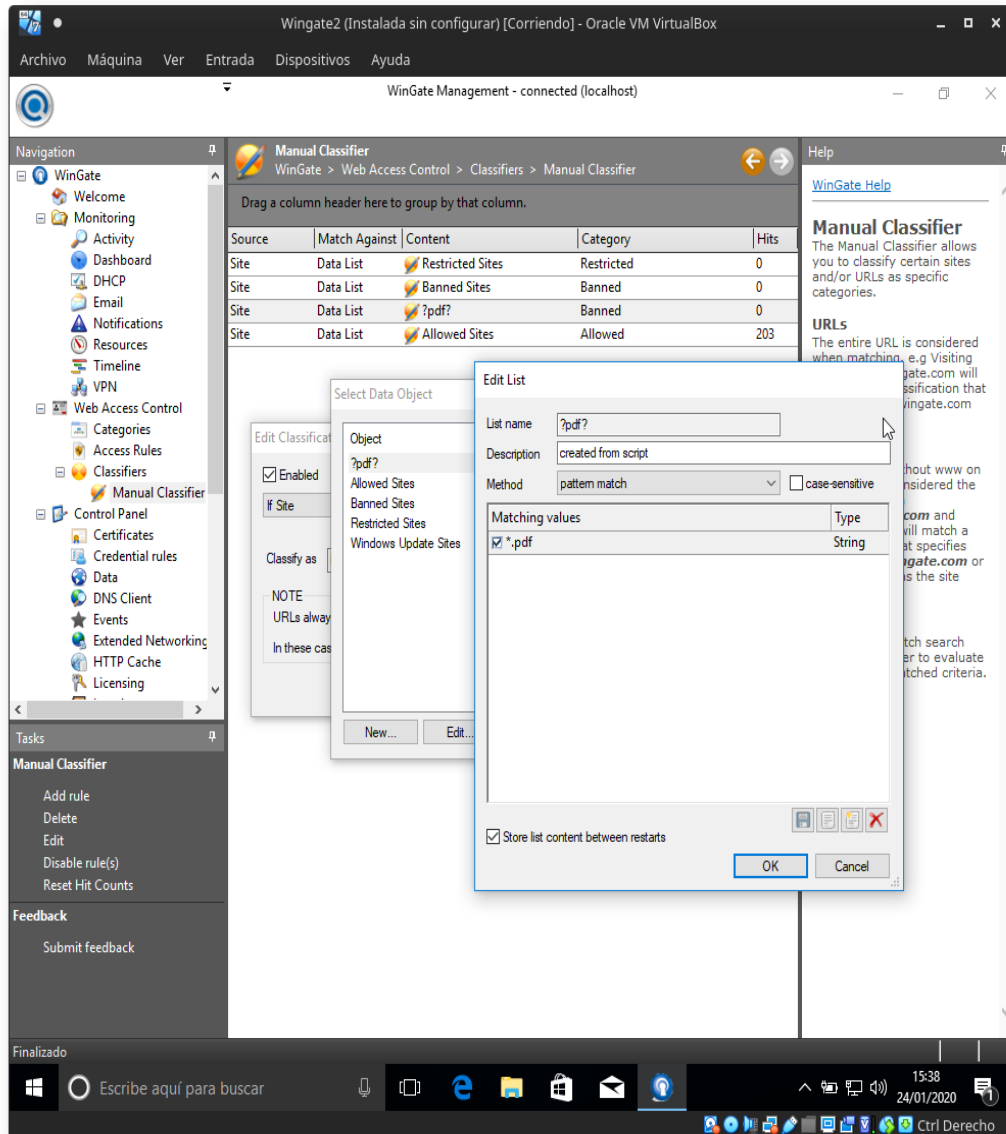 Wingate2 (Instalada sin configurar) [Corriendo] - Oracle VM VirtualBox
Archivo Máquina Ver Entrada Dispositivos Ayuda
WinGate Management - connected (localhost)
Navigation
WinGate
Welcome
Monitoring
Activity
Dashboard
DHCP
Email
Notifications
Resources
Timeline
VPN
Web Access Control
Categories
Access Rules
Classifiers
Manual Classifier
Control Panel
Certificates
Credential rules
Data
DNS Client
Events
Extended Networking
HTTP Cache
Licensing
Tasks
Manual Classifier
Add rule
Delete
Edit
Disable rule(s)
Reset Hit Counts
Feedback
Submit feedback
Manual Classifier
WinGate > Web Access Control > Classifiers > Manual Classifier
Drag a column header here to group by that column.
Source Match Against Content Category Hits
Site Data List Restricted Sites Restricted 0
Site Data List Banned Sites Banned 0
Site Data List ?pdf? Banned 0
Site Data List Allowed Sites Allowed 203
Edit Classificat
Enabled
If Site
Classify as
NOTE
URLs alway
In these cas
Select Data Object
Object
?pdf?
Allowed Sites
Banned Sites
Restricted Sites
Windows Update Sites
New... Edit...
Edit List
List name ?pdf?
Description created from script
Method pattern match case-sensitive
Matching values Type
*.pdf String
Store list content between restarts
OK Cancel
Help
WinGate Help
Manual Classifier
The Manual Classifier allows
you to classify certain sites
and/or URLs as specific
categories.
URLs
The entire URL is considered
when matching, e.g Visiting
gate.com will
ssification that
wingate.com
hout www on
nsidered the
com and
will match a
at specifies
ngate.com or
s the site
tch search
er to evaluate
tched criteria.
Finalizado
Escribe aquí para buscar
15:38
24/01/2020
1
Ctrl Derecho